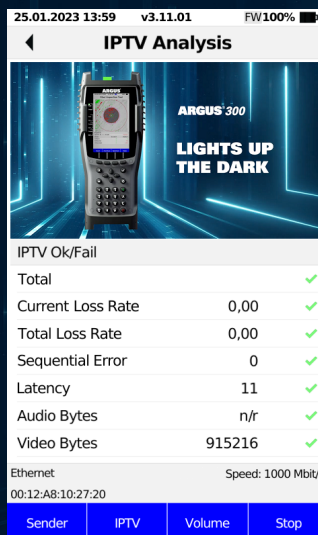 25.01.2023 13:59 v3.11.01 FW100%
IPTV Analysis
ARGUS
ARGUS 300
LIGHTS UP
THE DARK
IPTV Ok/Fail
Total
Current Loss Rate 0,00
Total Loss Rate 0,00
Sequential Error 0
Latency 11
Audio Bytes n/r
Video Bytes 915216
Ethernet Speed: 1000 Mbit/
00:12:A8:10:27:20
Sender IPTV Volume Stop